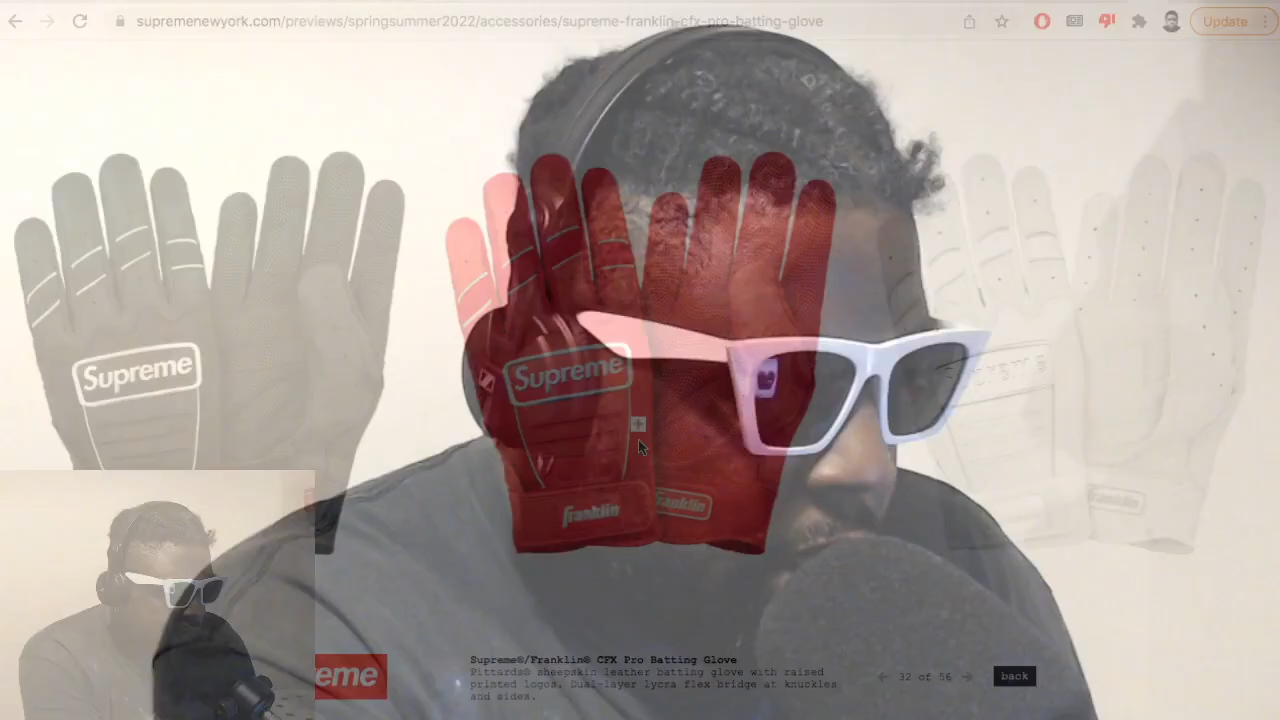 supremenewyork.com/previews/springsummer2022/accessories/supreme-franklin-cfx-pro-batting-glove
Update
Supreme
Supreme
franklin
franklin
franklin
eme
Supreme®/Franklin® CFX Pro Batting Glove
Pittards® sheepskin leather batting glove with raised
printed logos. Dual-layer lycra flex bridge at knuckles
and sides.
← 32 of 56 →
back